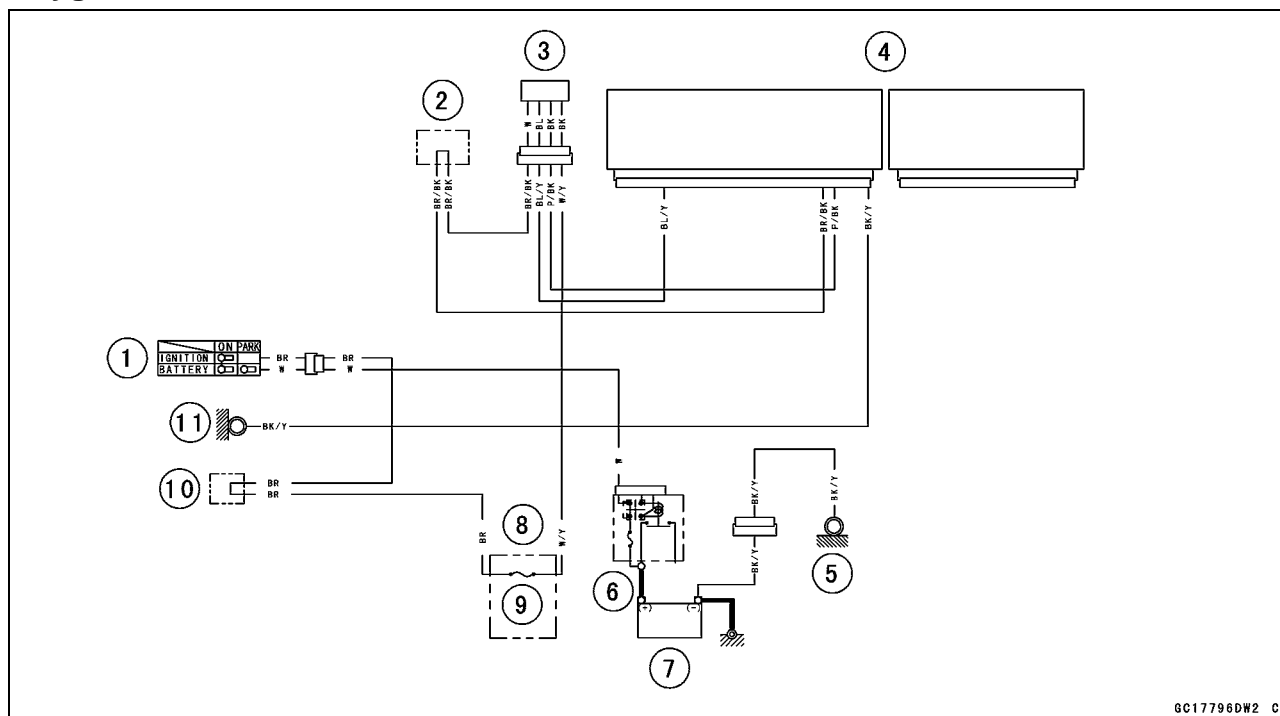 3
4
2
W BL BK BK
BR/BK BR/BK
BR/BK BL/Y P/BK W/Y
BL/Y
BR/BK P/BK
BK/Y
1
ON PARK
IGNITION
BATTERY
BR BR
W W
11
BK/Y
10
BR
BR
W
BK/Y
BK/Y
8
BR
W/Y
BK/Y
9
6
5
(+) (-)
7
GC17796DW2 C